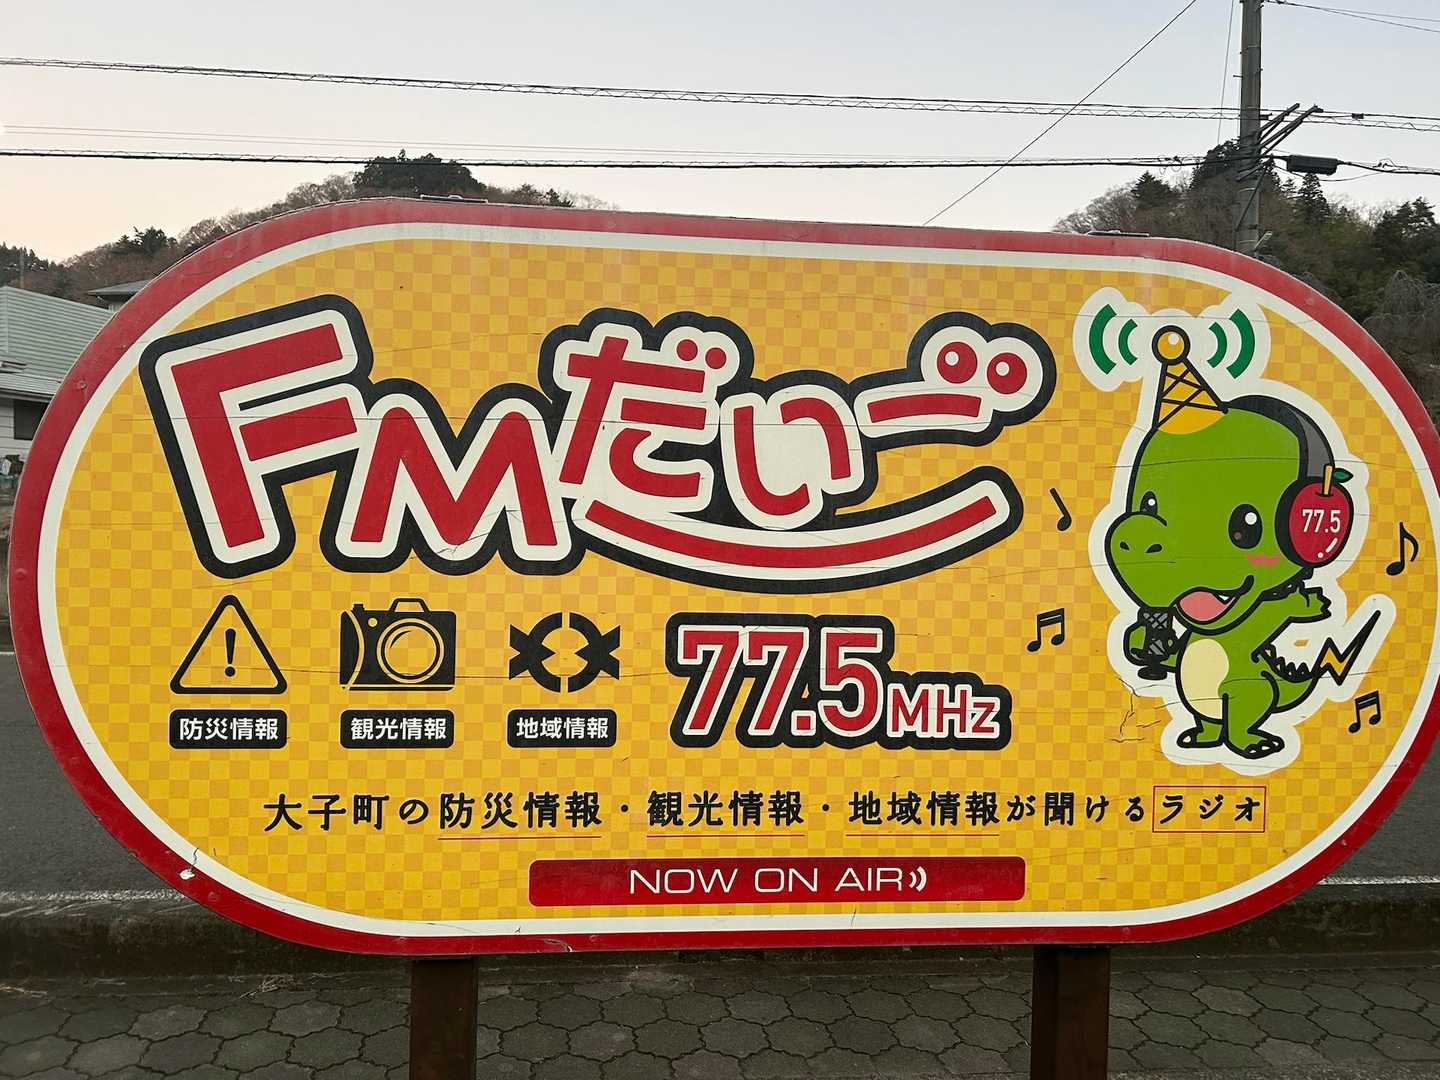 FMだいご
77.5
防災情報
観光情報
地域情報
77.5MHz
大子町の防災情報・観光情報・地域情報が聞けるラジオ
NOW ON AIR